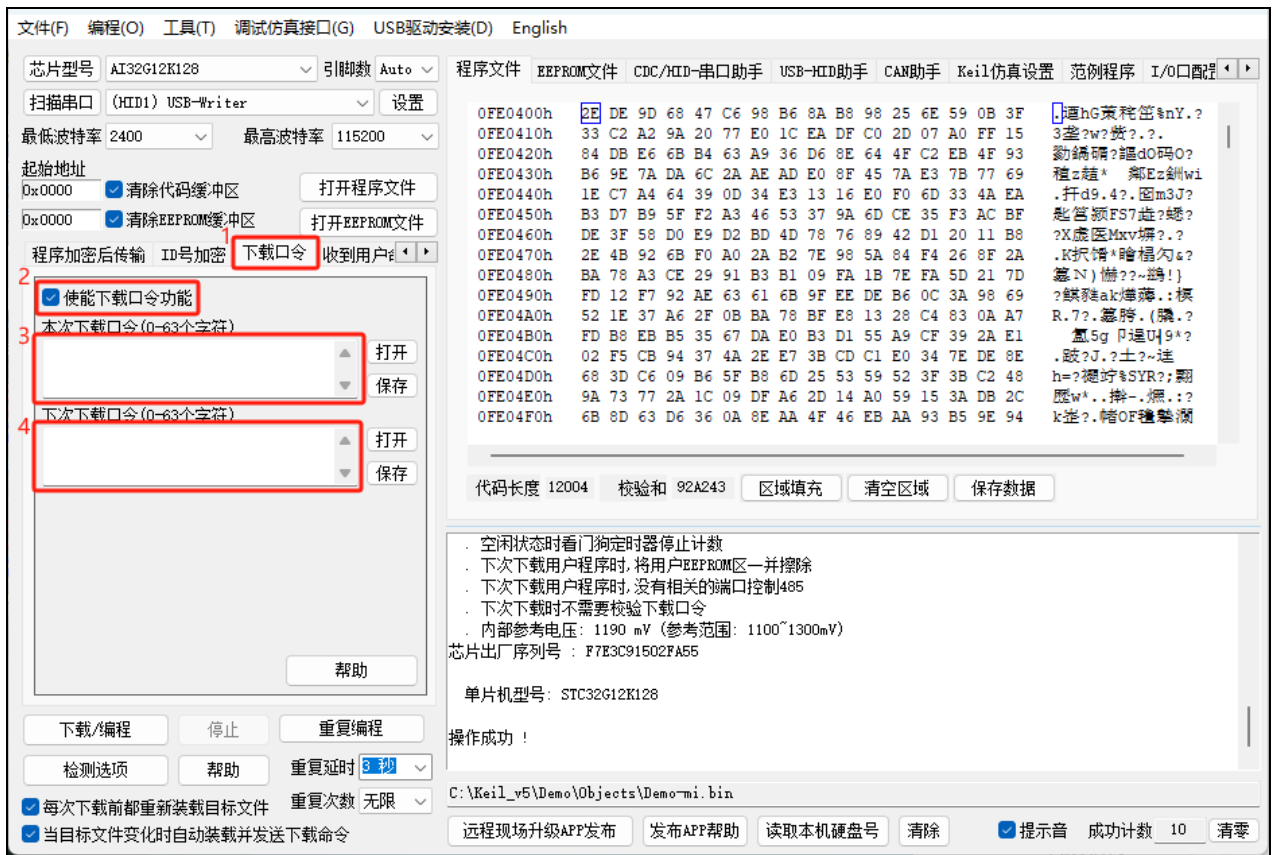 文件(F) 编程(O) 工具(T) 调试仿真接口(G) USB驱动安装(D) English
芯片型号 AI32G12K128 引脚数 Auto
扫描串口 (HID1) USB-Writer 设置
最低波特率 2400 最高波特率 115200
起始地址
0x0000 清除代码缓冲区 打开程序文件
0x0000 清除EEPROM缓冲区 打开EEPROM文件
1
程序加密后传输 ID号加密 下载口令 收到用户
2
使能下载口令功能
本次下载口令(0-63个字符)
3
打开
保存
下次下载口令(0-63个字符)
4
打开
保存
帮助
下载/编程 停止 重复编程
检测选项 帮助 重复延时 3 秒
每次下载前都重新装载目标文件 重复次数 无限
当目标文件变化时自动装载并发送下载命令
程序文件 EEPROM文件 CDC/HID-串口助手 USB-HID助手 CAN助手 Keil仿真设置 范例程序 I/O口配
0FE0400h 2E DE 9D 68 47 C6 98 B6 8A B8 98 25 6E 59 0B 3F
0FE0410h 33 C2 A2 9A 20 77 E0 1C EA DF C0 2D 07 A0 FF 15
0FE0420h 84 DB E6 6B B4 63 A9 36 D6 8E 64 4F C2 EB 4F 93
0FE0430h B6 9E 7A DA 6C 2A AE AD E0 8F 45 7A E3 7B 77 69
0FE0440h 1E C7 A4 64 39 0D 34 E3 13 16 E0 F0 6D 33 4A EA
0FE0450h B3 D7 B9 5F F2 A3 46 53 37 9A 6D CE 35 F3 AC BF
0FE0460h DE 3F 58 D0 E9 D2 BD 4D 78 76 89 42 D1 20 11 B8
0FE0470h 2E 4B 92 6B F0 A0 2A B2 7E 98 5A 84 F4 26 8F 2A
0FE0480h BA 78 A3 CE 29 91 B3 B1 09 FA 1B 7E FA 5D 21 7D
0FE0490h FD 12 F7 92 AE 63 61 6B 9F EE DE B6 0C 3A 98 69
0FE04A0h 52 1E 37 A6 2F 0B BA 78 BF E8 13 28 C4 83 0A A7
0FE04B0h FD B8 EB B5 35 67 DA E0 B3 D1 55 A9 CF 39 2A E1
0FE04C0h 02 F5 CB 94 37 4A 2E E7 3B CD C1 E0 34 7E DE 8E
0FE04D0h 68 3D C6 09 B6 5F B8 6D 25 53 59 52 3F 3B C2 48
0FE04E0h 9A 73 77 2A 1C 09 DF A6 2D 14 A0 59 15 3A DB 2C
0FE04F0h 6B 8D 63 D6 36 0A 8E AA 4F 46 EB AA 93 B5 9E 94
代码长度 12004 校验和 92A243 区域填充 清空区域 保存数据
. 空闲状态时看门狗定时器停止计数
. 下次下载用户程序时,将用户EEPROM区一并擦除
. 下次下载用户程序时,没有相关的端口控制485
. 下次下载时不需要校验下载口令
. 内部参考电压: 1190 mV (参考范围: 1100~1300mV)
芯片出厂序列号 : F7E3C91502FA55
单片机型号: STC32G12K128
操作成功 !
C:\Keil_v5\Demo\Objects\Demo-mi.bin
远程现场升级APP发布 发布APP帮助 读取本机硬盘号 清除 提示音 成功计数 10 清零